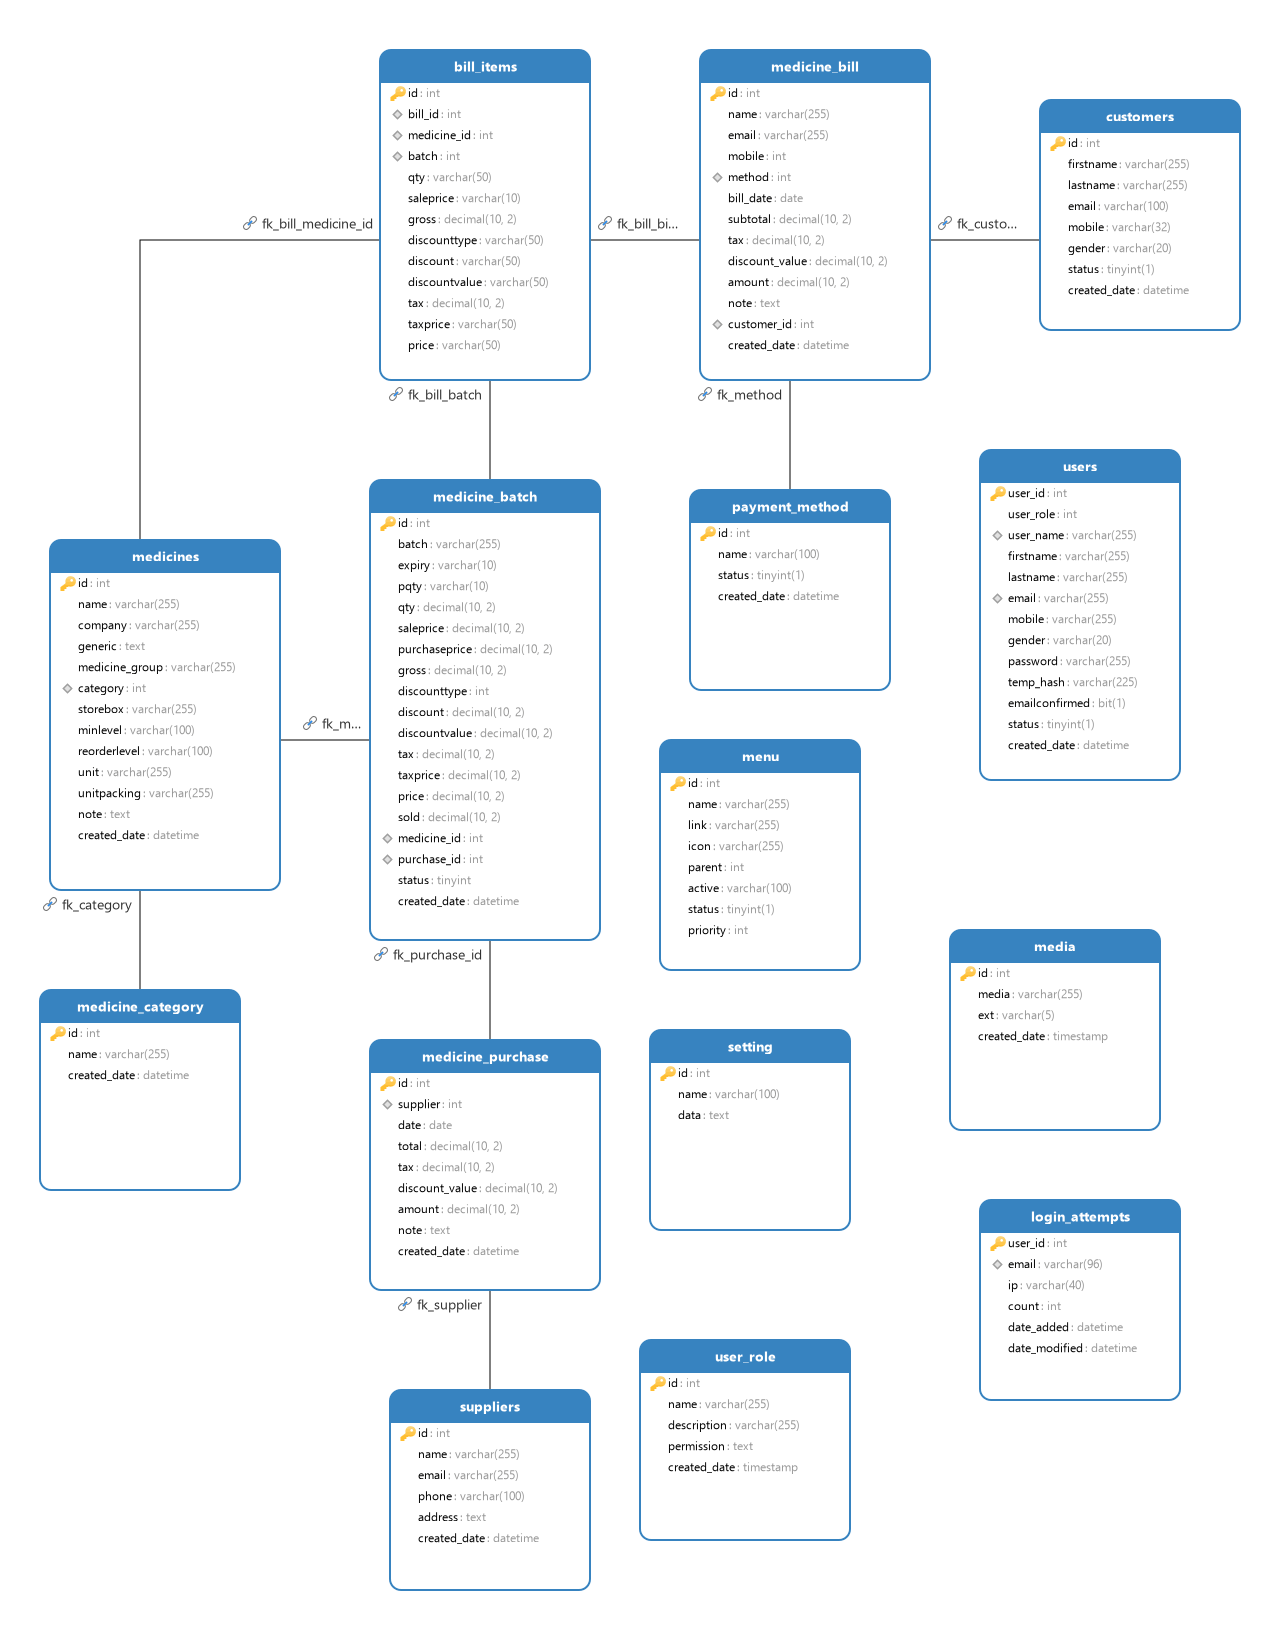 bill_items
id : int
bill_id : int
medicine_id : int
batch : int
qty : varchar(50)
saleprice : varchar(10)
gross : decimal(10, 2)
discounttype : varchar(50)
discount : varchar(50)
discountvalue : varchar(50)
tax : decimal(10, 2)
taxprice : varchar(50)
price : varchar(50)
medicine_bill
id : int
name : varchar(255)
email : varchar(255)
mobile : int
method : int
bill_date : date
subtotal : decimal(10, 2)
tax : decimal(10, 2)
discount_value : decimal(10, 2)
amount : decimal(10, 2)
note : text
customer_id : int
created_date : datetime
customers
id : int
firstname : varchar(255)
lastname : varchar(255)
email : varchar(100)
mobile : varchar(32)
gender : varchar(20)
status : tinyint(1)
created_date : datetime
fk_bill_medicine_id
fk_bill_bi...
fk_custo...
fk_bill_batch
fk_method
medicine_batch
id : int
batch : varchar(255)
expiry : varchar(10)
pqty : varchar(10)
qty : decimal(10, 2)
saleprice : decimal(10, 2)
purchaseprice : decimal(10, 2)
gross : decimal(10, 2)
discounttype : int
discount : decimal(10, 2)
discountvalue : decimal(10, 2)
tax : decimal(10, 2)
taxprice : decimal(10, 2)
price : decimal(10, 2)
sold : decimal(10, 2)
medicine_id : int
purchase_id : int
status : tinyint
created_date : datetime
payment_method
id : int
name : varchar(100)
status : tinyint(1)
created_date : datetime
users
user_id : int
user_role : int
user_name : varchar(255)
firstname : varchar(255)
lastname : varchar(255)
email : varchar(255)
mobile : varchar(255)
gender : varchar(20)
password : varchar(255)
temp_hash : varchar(225)
emailconfirmed : bit(1)
status : tinyint(1)
created_date : datetime
medicines
id : int
name : varchar(255)
company : varchar(255)
generic : text
medicine_group : varchar(255)
category : int
storebox : varchar(255)
minlevel : varchar(100)
reorderlevel : varchar(100)
unit : varchar(255)
unitpacking : varchar(255)
note : text
created_date : datetime
fk_m...
menu
id : int
name : varchar(255)
link : varchar(255)
icon : varchar(255)
parent : int
active : varchar(100)
status : tinyint(1)
priority : int
fk_category
fk_purchase_id
media
id : int
media : varchar(255)
ext : varchar(5)
created_date : timestamp
medicine_category
id : int
name : varchar(255)
created_date : datetime
medicine_purchase
id : int
supplier : int
date : date
total : decimal(10, 2)
tax : decimal(10, 2)
discount_value : decimal(10, 2)
amount : decimal(10, 2)
note : text
created_date : datetime
setting
id : int
name : varchar(100)
data : text
login_attempts
user_id : int
email : varchar(96)
ip : varchar(40)
count : int
date_added : datetime
date_modified : datetime
fk_supplier
user_role
id : int
name : varchar(255)
description : varchar(255)
permission : text
created_date : timestamp
suppliers
id : int
name : varchar(255)
email : varchar(255)
phone : varchar(100)
address : text
created_date : datetime